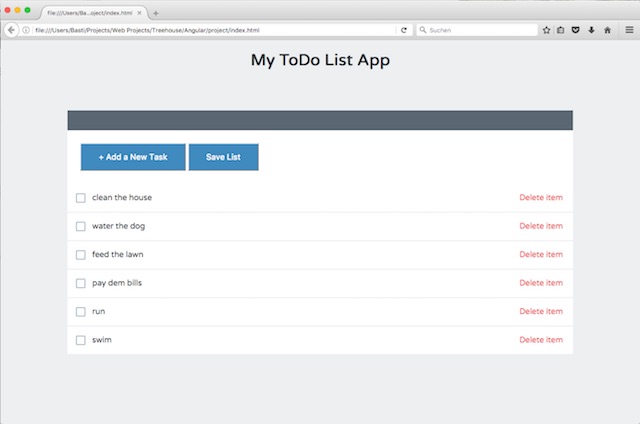 file:///Users/Ba...oject/index.html
file:///Users/Basti/Projects/Web Projects/Treehouse/Angular/project/index.html
Suchen
My ToDo List App
+ Add a New Task
Save List
clean the house
Delete item
water the dog
Delete item
feed the lawn
Delete item
pay dem bills
Delete item
run
Delete item
swim
Delete item